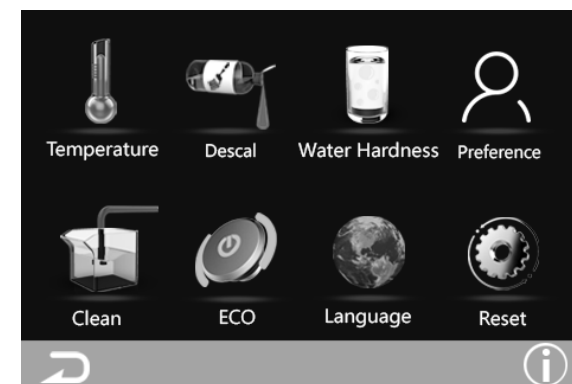 Temperature
Descal
Water Hardness
Preference
Clean
ECO
Language
Reset